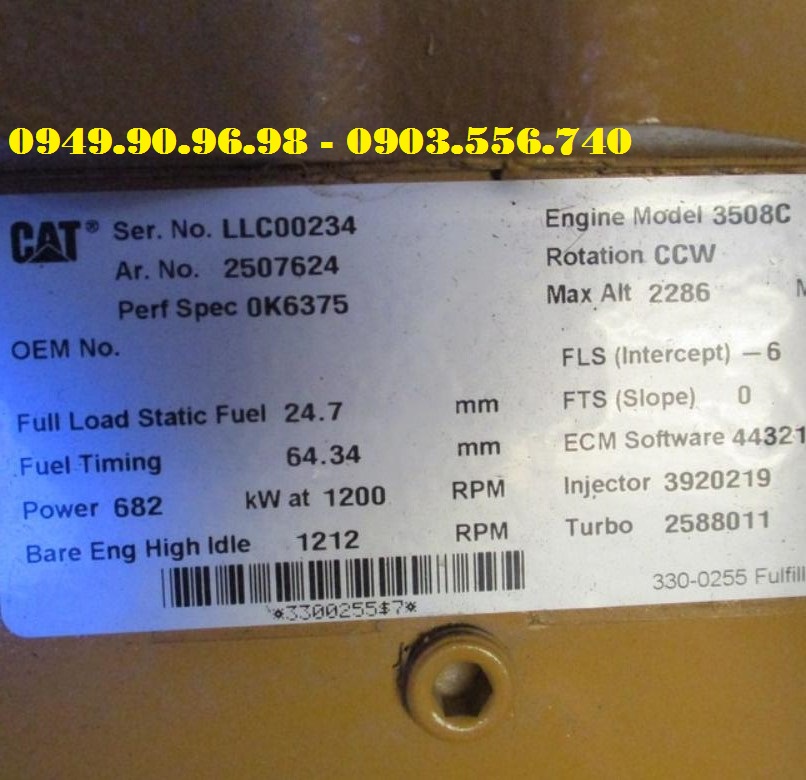 0949.90.96.98 - 0903.556.740
CAT® Ser. No. LLC00234
Ar. No. 2507624
Perf Spec 0K6375
OEM No.
Full Load Static Fuel 24.7 mm
Fuel Timing 64.34 mm
Power 682 kW at 1200 RPM
Bare Eng High Idle 1212 RPM
*3300255$7*
Engine Model 3508C
Rotation CCW
Max Alt 2286 M
FLS (Intercept) – 6
FTS (Slope) 0
ECM Software 44321
Injector 3920219
Turbo 2588011
330-0255 Fulfill